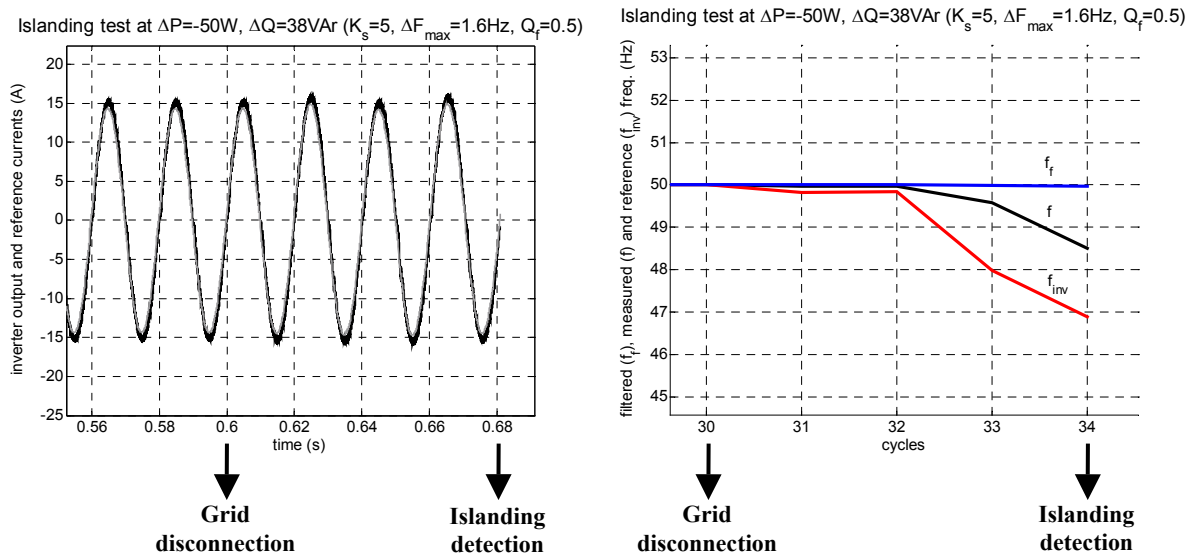 Islanding test at ΔP=-50W, ΔQ=38VAr (Ks=5, ΔFmax=1.6Hz, Qf=0.5)
inverter output and reference currents (A)
20
15
10
5
0
-5
-10
-15
-20
-25
0.56
0.58
0.6
0.62
0.64
0.66
0.68
time (s)
Grid
disconnection
Islanding
detection
Islanding test at ΔP=-50W, ΔQ=38VAr (Ks=5, ΔFmax=1.6Hz, Qf=0.5)
filtered (ff), measured (f) and reference (finv) freq. (Hz)
53
52
51
50
49
48
47
46
45
ff
f
finv
30
31
32
33
34
cycles
Grid
disconnection
Islanding
detection